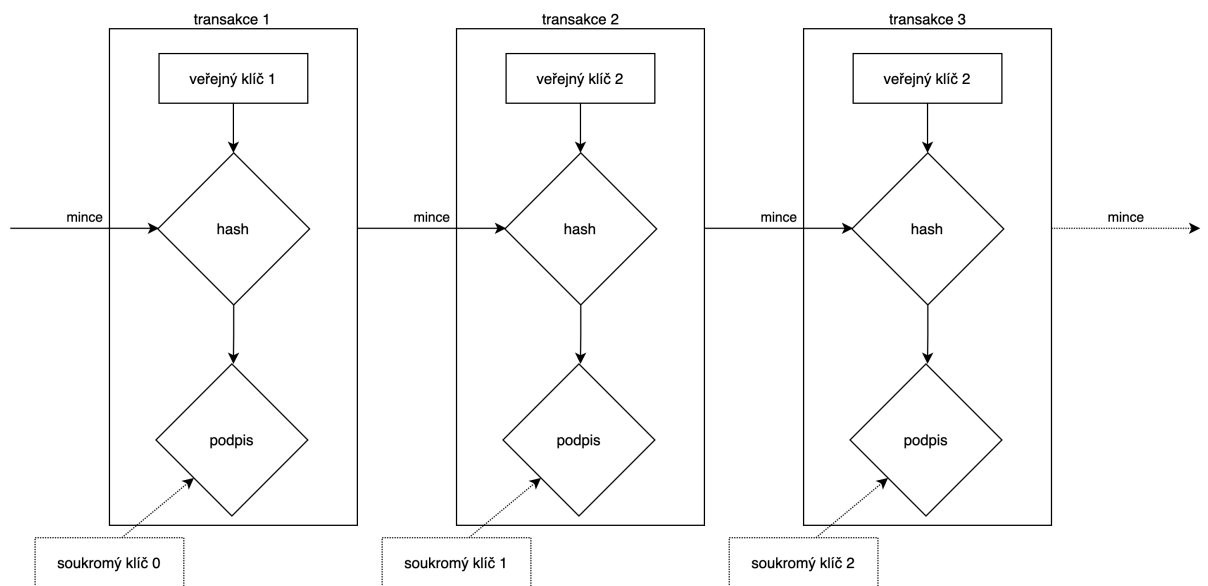 transakce 1
transakce 2
transakce 3
veřejný klíč 1
veřejný klíč 2
veřejný klíč 2
mince
hash
mince
hash
mince
hash
mince
podpis
podpis
podpis
soukromý klíč 0
soukromý klíč 1
soukromý klíč 2